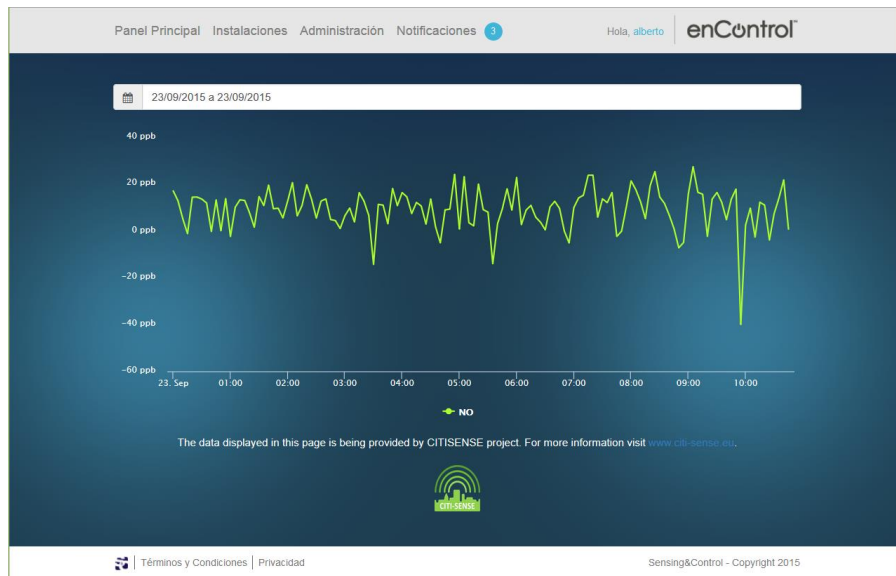 Panel Principal Instalaciones Administración Notificaciones 3 Hola, alberto enControl™
23/09/2015 a 23/09/2015
40 ppb
20 ppb
0 ppb
-20 ppb
-40 ppb
-60 ppb
23. Sep 01:00 02:00 03:00 04:00 05:00 06:00 07:00 08:00 09:00 10:00
NO
The data displayed in this page is being provided by CITISENSE project. For more information visit www.citi-sense.eu.
CITI-SENSE
Términos y Condiciones | Privacidad Sensing&Control - Copyright 2015